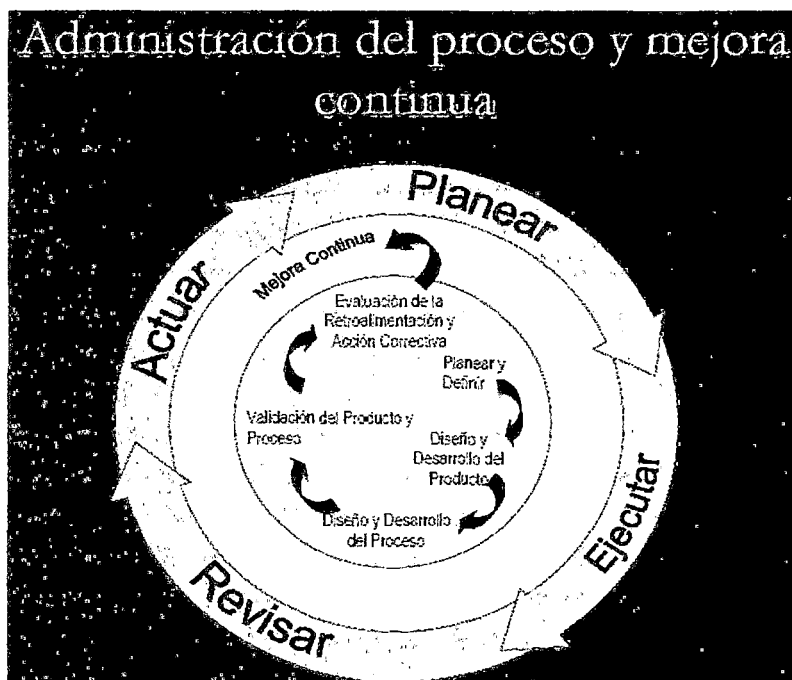 Administración del proceso y mejora
continua
Planear
Ejecutar
Revisar
Actuar
Mejora Continua
Evaluación de la
Retroalimentación y
Acción Correctiva
Planear y
Definir
Diseño y
Desarrollo del
Producto
Diseño y Desarrollo
del Proceso
Validación del Producto y
Proceso